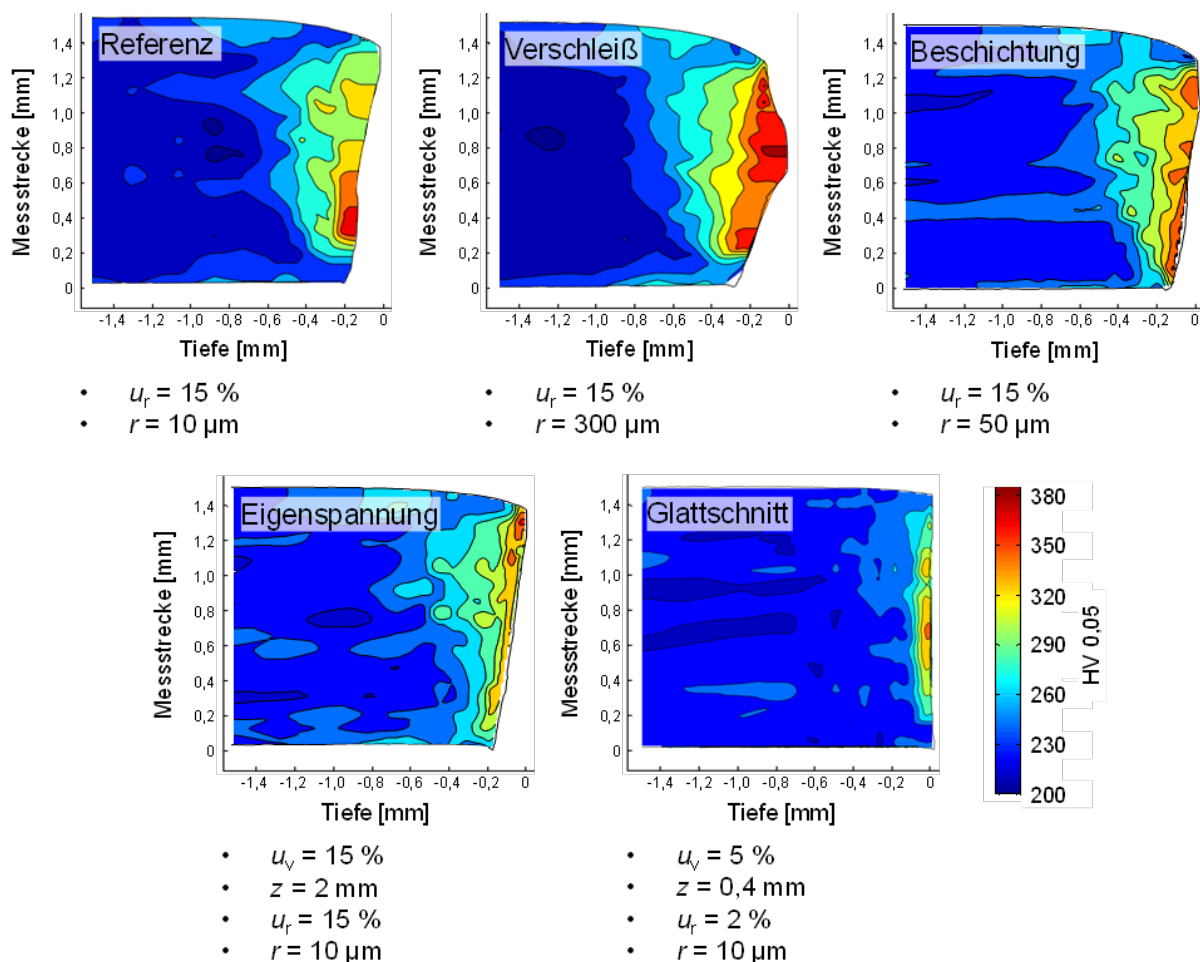 Referenz
Messstrecke [mm]
1,4
1,2
1,0
0,8
0,6
0,4
0,2
0
-1,4 -1,2 -1,0 -0,8 -0,6 -0,4 -0,2 0
Tiefe [mm]
• u_r = 15 %
• r = 10 µm
Verschleiß
Messstrecke [mm]
1,4
1,2
1,0
0,8
0,6
0,4
0,2
0
-1,4 -1,2 -1,0 -0,8 -0,6 -0,4 -0,2 0
Tiefe [mm]
• u_r = 15 %
• r = 300 µm
Beschichtung
Messstrecke [mm]
1,4
1,2
1,0
0,8
0,6
0,4
0,2
0
-1,4 -1,2 -1,0 -0,8 -0,6 -0,4 -0,2 0
Tiefe [mm]
• u_r = 15 %
• r = 50 µm
Eigenspannung
Messstrecke [mm]
1,4
1,2
1,0
0,8
0,6
0,4
0,2
0
-1,4 -1,2 -1,0 -0,8 -0,6 -0,4 -0,2 0
Tiefe [mm]
• u_v = 15 %
• z = 2 mm
• u_r = 15 %
• r = 10 µm
Glattschnitt
Messstrecke [mm]
1,4
1,2
1,0
0,8
0,6
0,4
0,2
0
-1,4 -1,2 -1,0 -0,8 -0,6 -0,4 -0,2 0
Tiefe [mm]
• u_v = 5 %
• z = 0,4 mm
• u_r = 2 %
• r = 10 µm
380
350
320
290
260
230
200
HV 0,05